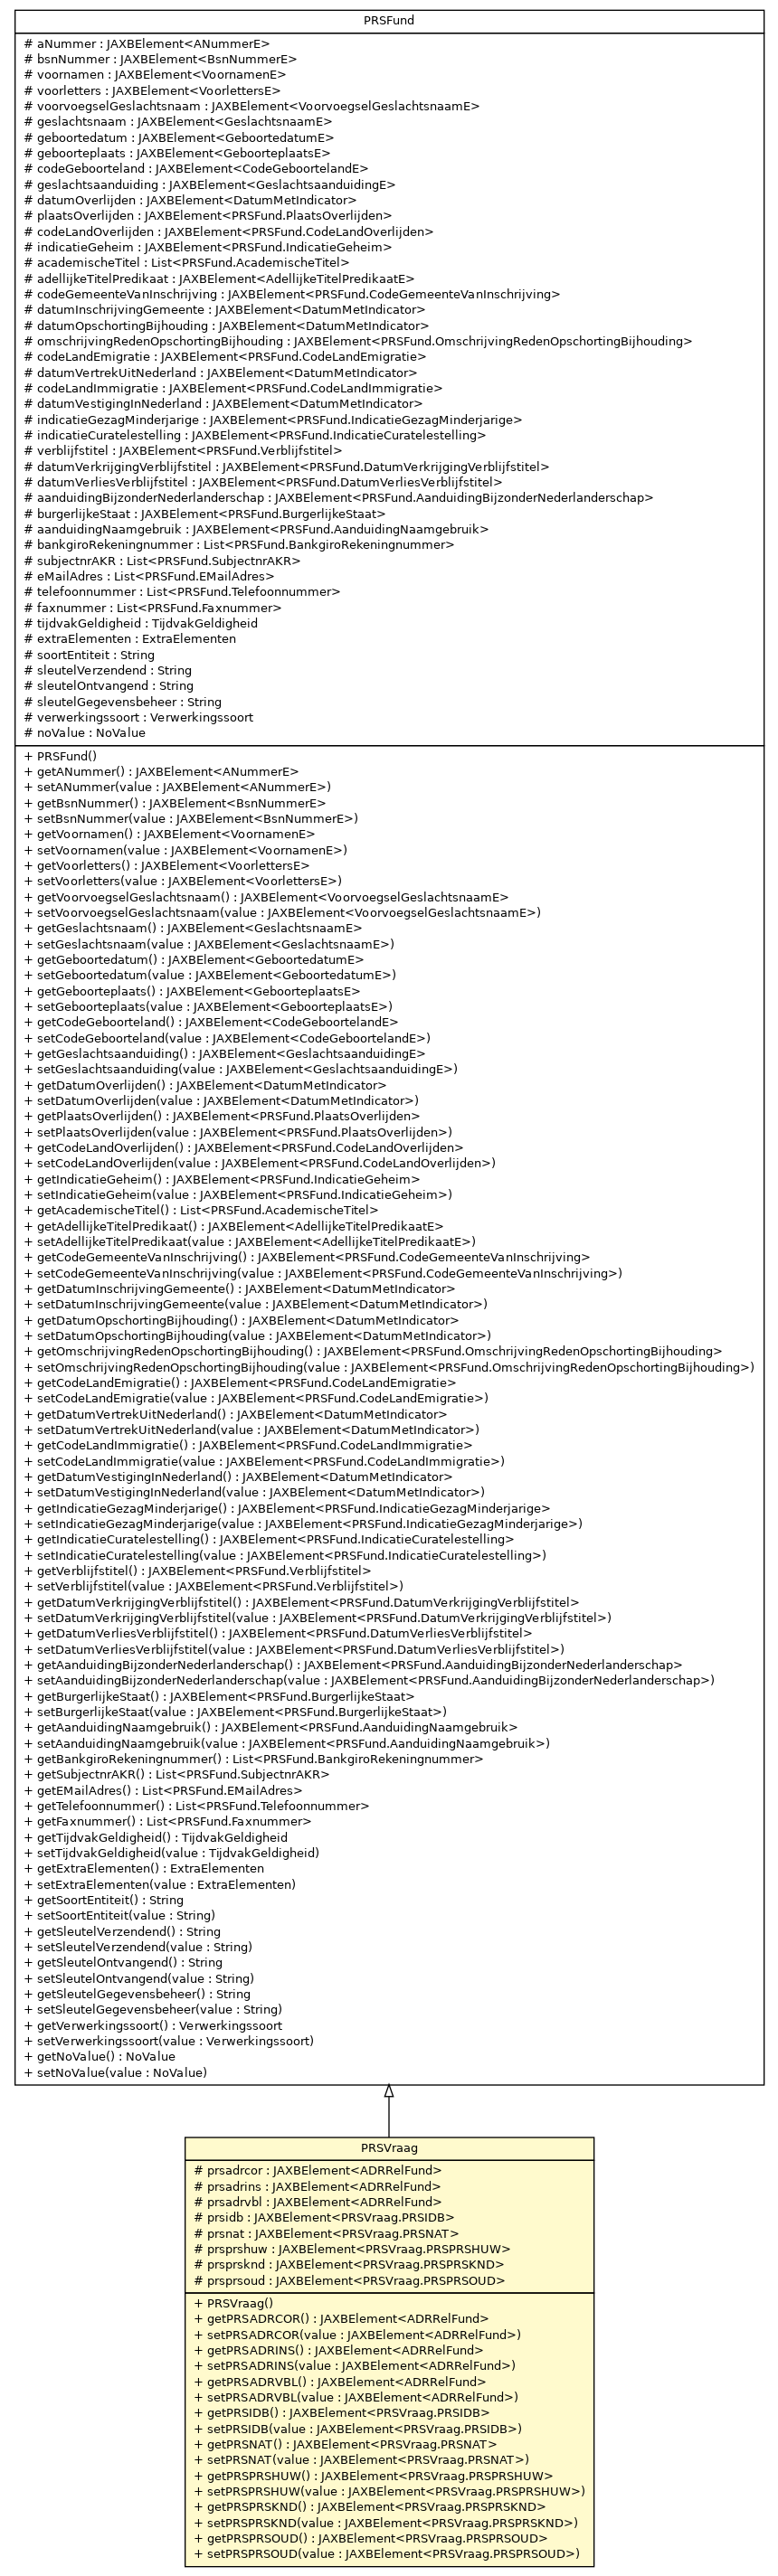 PRSFund
# aNummer : JAXBElement<ANummerE>
# bsnNummer : JAXBElement<BsnNummerE>
# voornamen : JAXBElement<VoornamenE>
# voorletters : JAXBElement<VoorlettersE>
# voorvoegselGeslachtsnaam : JAXBElement<VoorvoegselGeslachtsnaamE>
# geslachtsnaam : JAXBElement<GeslachtsnaamE>
# geboortedatum : JAXBElement<GeboortedatumE>
# geboorteplaats : JAXBElement<GeboorteplaatsE>
# codeGeboorteland : JAXBElement<CodeGeboortelandE>
# geslachtsaanduiding : JAXBElement<GeslachtsaanduidingE>
# datumOverlijden : JAXBElement<DatumMetIndicator>
# plaatsOverlijden : JAXBElement<PRSFund.PlaatsOverlijden>
# codeLandOverlijden : JAXBElement<PRSFund.CodeLandOverlijden>
# indicatieGeheim : JAXBElement<PRSFund.IndicatieGeheim>
# academischeTitel : List<PRSFund.AcademischeTitel>
# adellijkeTitelPredikaat : JAXBElement<AdellijkeTitelPredikaatE>
# codeGemeenteVanInschrijving : JAXBElement<PRSFund.CodeGemeenteVanInschrijving>
# datumInschrijvingGemeente : JAXBElement<DatumMetIndicator>
# datumOpschortingBijhouding : JAXBElement<DatumMetIndicator>
# omschrijvingRedenOpschortingBijhouding : JAXBElement<PRSFund.OmschrijvingRedenOpschortingBijhouding>
# codeLandEmigratie : JAXBElement<PRSFund.CodeLandEmigratie>
# datumVertrekUitNederland : JAXBElement<DatumMetIndicator>
# codeLandImmigratie : JAXBElement<PRSFund.CodeLandImmigratie>
# datumVestigingInNederland : JAXBElement<DatumMetIndicator>
# indicatieGezagMinderjarige : JAXBElement<PRSFund.IndicatieGezagMinderjarige>
# indicatieCuratelestelling : JAXBElement<PRSFund.IndicatieCuratelestelling>
# verblijfstitel : JAXBElement<PRSFund.Verblijfstitel>
# datumVerkrijgingVerblijfstitel : JAXBElement<PRSFund.DatumVerkrijgingVerblijfstitel>
# datumVerliesVerblijfstitel : JAXBElement<PRSFund.DatumVerliesVerblijfstitel>
# aanduidingBijzonderNederlanderschap : JAXBElement<PRSFund.AanduidingBijzonderNederlanderschap>
# burgerlijkeStaat : JAXBElement<PRSFund.BurgerlijkeStaat>
# aanduidingNaamgebruik : JAXBElement<PRSFund.AanduidingNaamgebruik>
# bankgiroRekeningnummer : List<PRSFund.BankgiroRekeningnummer>
# subjectnrAKR : List<PRSFund.SubjectnrAKR>
# eMailAdres : List<PRSFund.EMailAdres>
# telefoonnummer : List<PRSFund.Telefoonnummer>
# faxnummer : List<PRSFund.Faxnummer>
# tijdvakGeldigheid : TijdvakGeldigheid
# extraElementen : ExtraElementen
# soortEntiteit : String
# sleutelVerzendend : String
# sleutelOntvangend : String
# sleutelGegevensbeheer : String
# verwerkingssoort : Verwerkingssoort
# noValue : NoValue
+ PRSFund()
+ getANummer() : JAXBElement<ANummerE>
+ setANummer(value : JAXBElement<ANummerE>)
+ getBsnNummer() : JAXBElement<BsnNummerE>
+ setBsnNummer(value : JAXBElement<BsnNummerE>)
+ getVoornamen() : JAXBElement<VoornamenE>
+ setVoornamen(value : JAXBElement<VoornamenE>)
+ getVoorletters() : JAXBElement<VoorlettersE>
+ setVoorletters(value : JAXBElement<VoorlettersE>)
+ getVoorvoegselGeslachtsnaam() : JAXBElement<VoorvoegselGeslachtsnaamE>
+ setVoorvoegselGeslachtsnaam(value : JAXBElement<VoorvoegselGeslachtsnaamE>)
+ getGeslachtsnaam() : JAXBElement<GeslachtsnaamE>
+ setGeslachtsnaam(value : JAXBElement<GeslachtsnaamE>)
+ getGeboortedatum() : JAXBElement<GeboortedatumE>
+ setGeboortedatum(value : JAXBElement<GeboortedatumE>)
+ getGeboorteplaats() : JAXBElement<GeboorteplaatsE>
+ setGeboorteplaats(value : JAXBElement<GeboorteplaatsE>)
+ getCodeGeboorteland() : JAXBElement<CodeGeboortelandE>
+ setCodeGeboorteland(value : JAXBElement<CodeGeboortelandE>)
+ getGeslachtsaanduiding() : JAXBElement<GeslachtsaanduidingE>
+ setGeslachtsaanduiding(value : JAXBElement<GeslachtsaanduidingE>)
+ getDatumOverlijden() : JAXBElement<DatumMetIndicator>
+ setDatumOverlijden(value : JAXBElement<DatumMetIndicator>)
+ getPlaatsOverlijden() : JAXBElement<PRSFund.PlaatsOverlijden>
+ setPlaatsOverlijden(value : JAXBElement<PRSFund.PlaatsOverlijden>)
+ getCodeLandOverlijden() : JAXBElement<PRSFund.CodeLandOverlijden>
+ setCodeLandOverlijden(value : JAXBElement<PRSFund.CodeLandOverlijden>)
+ getIndicatieGeheim() : JAXBElement<PRSFund.IndicatieGeheim>
+ setIndicatieGeheim(value : JAXBElement<PRSFund.IndicatieGeheim>)
+ getAcademischeTitel() : List<PRSFund.AcademischeTitel>
+ getAdellijkeTitelPredikaat() : JAXBElement<AdellijkeTitelPredikaatE>
+ setAdellijkeTitelPredikaat(value : JAXBElement<AdellijkeTitelPredikaatE>)
+ getCodeGemeenteVanInschrijving() : JAXBElement<PRSFund.CodeGemeenteVanInschrijving>
+ setCodeGemeenteVanInschrijving(value : JAXBElement<PRSFund.CodeGemeenteVanInschrijving>)
+ getDatumInschrijvingGemeente() : JAXBElement<DatumMetIndicator>
+ setDatumInschrijvingGemeente(value : JAXBElement<DatumMetIndicator>)
+ getDatumOpschortingBijhouding() : JAXBElement<DatumMetIndicator>
+ setDatumOpschortingBijhouding(value : JAXBElement<DatumMetIndicator>)
+ getOmschrijvingRedenOpschortingBijhouding() : JAXBElement<PRSFund.OmschrijvingRedenOpschortingBijhouding>
+ setOmschrijvingRedenOpschortingBijhouding(value : JAXBElement<PRSFund.OmschrijvingRedenOpschortingBijhouding>)
+ getCodeLandEmigratie() : JAXBElement<PRSFund.CodeLandEmigratie>
+ setCodeLandEmigratie(value : JAXBElement<PRSFund.CodeLandEmigratie>)
+ getDatumVertrekUitNederland() : JAXBElement<DatumMetIndicator>
+ setDatumVertrekUitNederland(value : JAXBElement<DatumMetIndicator>)
+ getCodeLandImmigratie() : JAXBElement<PRSFund.CodeLandImmigratie>
+ setCodeLandImmigratie(value : JAXBElement<PRSFund.CodeLandImmigratie>)
+ getDatumVestigingInNederland() : JAXBElement<DatumMetIndicator>
+ setDatumVestigingInNederland(value : JAXBElement<DatumMetIndicator>)
+ getIndicatieGezagMinderjarige() : JAXBElement<PRSFund.IndicatieGezagMinderjarige>
+ setIndicatieGezagMinderjarige(value : JAXBElement<PRSFund.IndicatieGezagMinderjarige>)
+ getIndicatieCuratelestelling() : JAXBElement<PRSFund.IndicatieCuratelestelling>
+ setIndicatieCuratelestelling(value : JAXBElement<PRSFund.IndicatieCuratelestelling>)
+ getVerblijfstitel() : JAXBElement<PRSFund.Verblijfstitel>
+ setVerblijfstitel(value : JAXBElement<PRSFund.Verblijfstitel>)
+ getDatumVerkrijgingVerblijfstitel() : JAXBElement<PRSFund.DatumVerkrijgingVerblijfstitel>
+ setDatumVerkrijgingVerblijfstitel(value : JAXBElement<PRSFund.DatumVerkrijgingVerblijfstitel>)
+ getDatumVerliesVerblijfstitel() : JAXBElement<PRSFund.DatumVerliesVerblijfstitel>
+ setDatumVerliesVerblijfstitel(value : JAXBElement<PRSFund.DatumVerliesVerblijfstitel>)
+ getAanduidingBijzonderNederlanderschap() : JAXBElement<PRSFund.AanduidingBijzonderNederlanderschap>
+ setAanduidingBijzonderNederlanderschap(value : JAXBElement<PRSFund.AanduidingBijzonderNederlanderschap>)
+ getBurgerlijkeStaat() : JAXBElement<PRSFund.BurgerlijkeStaat>
+ setBurgerlijkeStaat(value : JAXBElement<PRSFund.BurgerlijkeStaat>)
+ getAanduidingNaamgebruik() : JAXBElement<PRSFund.AanduidingNaamgebruik>
+ setAanduidingNaamgebruik(value : JAXBElement<PRSFund.AanduidingNaamgebruik>)
+ getBankgiroRekeningnummer() : List<PRSFund.BankgiroRekeningnummer>
+ getSubjectnrAKR() : List<PRSFund.SubjectnrAKR>
+ getEMailAdres() : List<PRSFund.EMailAdres>
+ getTelefoonnummer() : List<PRSFund.Telefoonnummer>
+ getFaxnummer() : List<PRSFund.Faxnummer>
+ getTijdvakGeldigheid() : TijdvakGeldigheid
+ setTijdvakGeldigheid(value : TijdvakGeldigheid)
+ getExtraElementen() : ExtraElementen
+ setExtraElementen(value : ExtraElementen)
+ getSoortEntiteit() : String
+ setSoortEntiteit(value : String)
+ getSleutelVerzendend() : String
+ setSleutelVerzendend(value : String)
+ getSleutelOntvangend() : String
+ setSleutelOntvangend(value : String)
+ getSleutelGegevensbeheer() : String
+ setSleutelGegevensbeheer(value : String)
+ getVerwerkingssoort() : Verwerkingssoort
+ setVerwerkingssoort(value : Verwerkingssoort)
+ getNoValue() : NoValue
+ setNoValue(value : NoValue)
PRSVraag
# prsadrcor : JAXBElement<ADRRelFund>
# prsadrins : JAXBElement<ADRRelFund>
# prsadrvbl : JAXBElement<ADRRelFund>
# prsidb : JAXBElement<PRSVraag.PRSIDB>
# prsnat : JAXBElement<PRSVraag.PRSNAT>
# prsprshuw : JAXBElement<PRSVraag.PRSPRSHUW>
# prsprsknd : JAXBElement<PRSVraag.PRSPRSKND>
# prsprsoud : JAXBElement<PRSVraag.PRSPRSOUD>
+ PRSVraag()
+ getPRSADRCOR() : JAXBElement<ADRRelFund>
+ setPRSADRCOR(value : JAXBElement<ADRRelFund>)
+ getPRSADRINS() : JAXBElement<ADRRelFund>
+ setPRSADRINS(value : JAXBElement<ADRRelFund>)
+ getPRSADRVBL() : JAXBElement<ADRRelFund>
+ setPRSADRVBL(value : JAXBElement<ADRRelFund>)
+ getPRSIDB() : JAXBElement<PRSVraag.PRSIDB>
+ setPRSIDB(value : JAXBElement<PRSVraag.PRSIDB>)
+ getPRSNAT() : JAXBElement<PRSVraag.PRSNAT>
+ setPRSNAT(value : JAXBElement<PRSVraag.PRSNAT>)
+ getPRSPRSHUW() : JAXBElement<PRSVraag.PRSPRSHUW>
+ setPRSPRSHUW(value : JAXBElement<PRSVraag.PRSPRSHUW>)
+ getPRSPRSKND() : JAXBElement<PRSVraag.PRSPRSKND>
+ setPRSPRSKND(value : JAXBElement<PRSVraag.PRSPRSKND>)
+ getPRSPRSOUD() : JAXBElement<PRSVraag.PRSPRSOUD>
+ setPRSPRSOUD(value : JAXBElement<PRSVraag.PRSPRSOUD>)